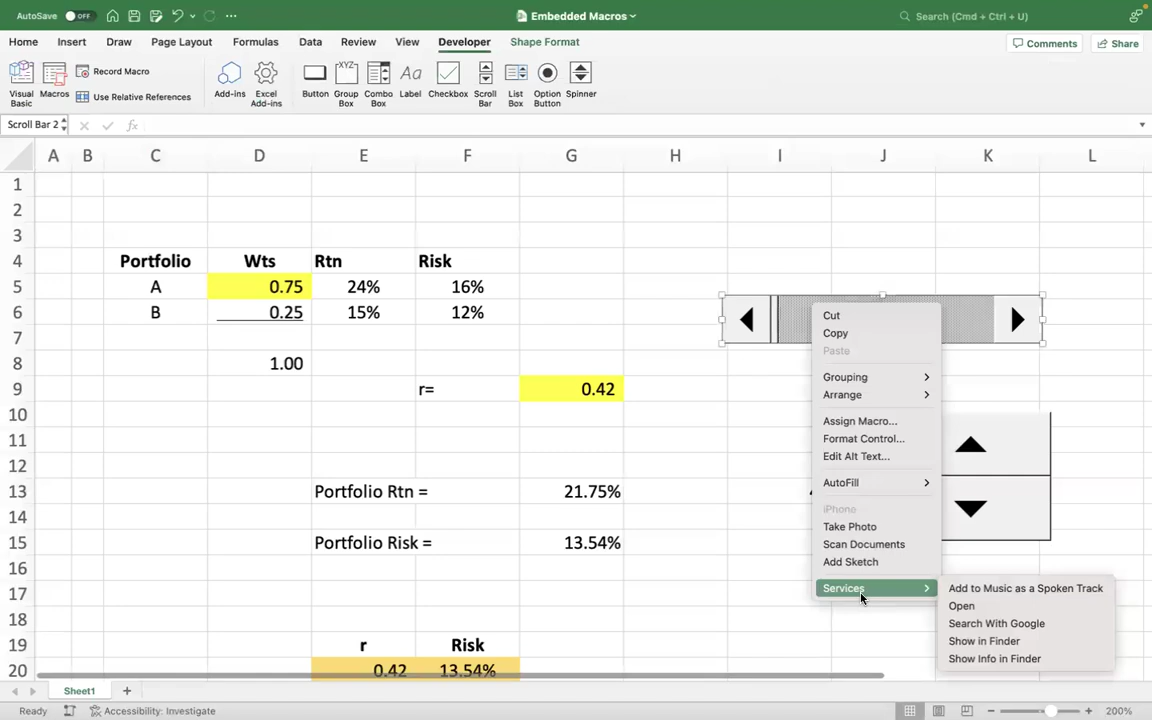 AutoSave OFF
Embedded Macros
Search (Cmd + Ctrl + U)
Home Insert Draw Page Layout Formulas Data Review View Developer Shape Format
Comments Share
Visual Basic
Macros
Record Macro
Use Relative References
Add-ins
Excel Add-ins
Button
Group Box
Combo Box
Label
Checkbox
Scroll Bar
List Box
Option Button
Spinner
Scroll Bar 2
fx
A B C D E F G H I J K L
1
2
3
4 Portfolio Wts Rtn Risk
5 A 0.75 24% 16%
6 B 0.25 15% 12%
7
8 1.00
9 r= 0.42
10
11
12
13 Portfolio Rtn = 21.75%
14
15 Portfolio Risk = 13.54%
16
17
18
19 r Risk
20 0.42 13.54%
Cut
Copy
Paste
Grouping
Arrange
Assign Macro...
Format Control...
Edit Alt Text...
AutoFill
iPhone
Take Photo
Scan Documents
Add Sketch
Services
Add to Music as a Spoken Track
Open
Search With Google
Show in Finder
Show Info in Finder
Sheet1
Ready Accessibility: Investigate 200%